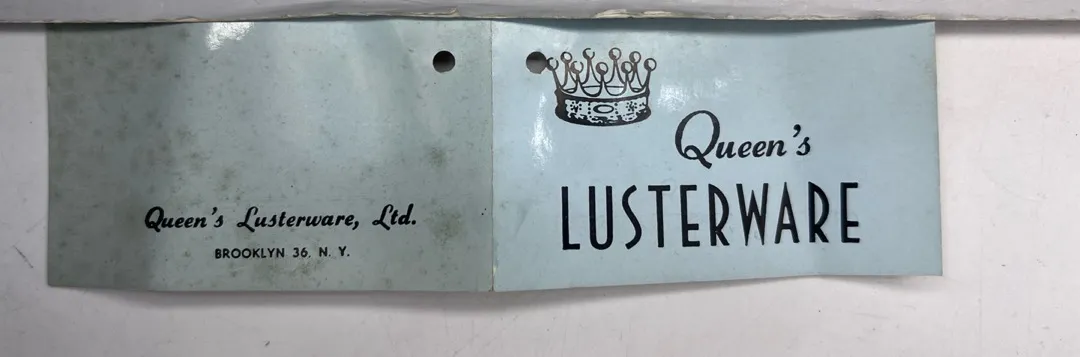 Queen's Lusterware, Ltd.
BROOKLYN 36, N. Y.
Queen's
LUSTERWARE